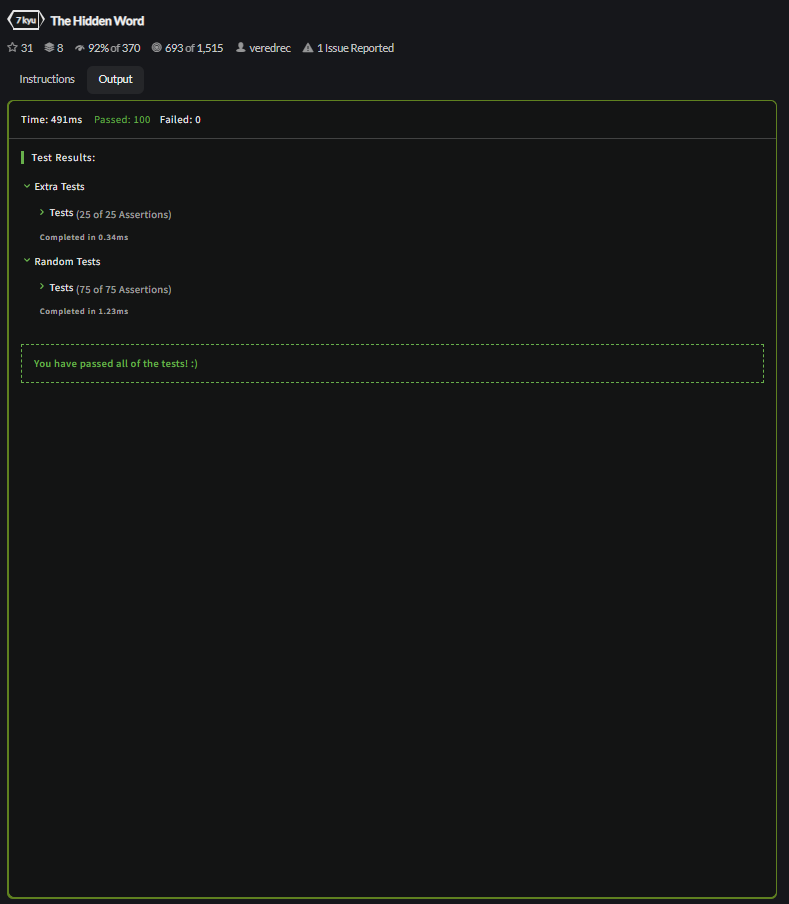 7 kyu The Hidden Word
31 8 92% of 370 693 of 1,515 veredrec 1 Issue Reported
Instructions Output
Time: 491ms Passed: 100 Failed: 0
Test Results:
Extra Tests
Tests (25 of 25 Assertions)
Completed in 0.34ms
Random Tests
Tests (75 of 75 Assertions)
Completed in 1.23ms
You have passed all of the tests! :)